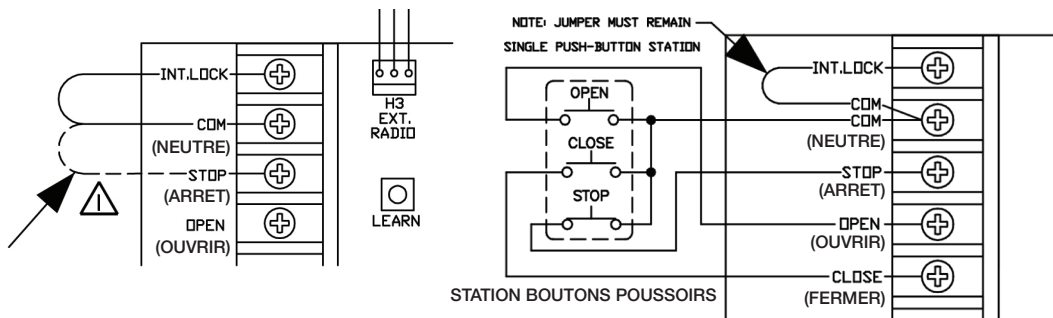 INT.LOCK
COM
(NEUTRE)
STOP
(ARRET)
OPEN
(OUVRIR)
H3
EXT.
RADIO
LEARN
NOTE: JUMPER MUST REMAIN
SINGLE PUSH-BUTTON STATION
OPEN
CLOSE
STOP
STATION BOUTONS POUSSOIRS
INT.LOCK
COM
COM
(NEUTRE)
STOP
(ARRET)
OPEN
(OUVRIR)
CLOSE
(FERMER)